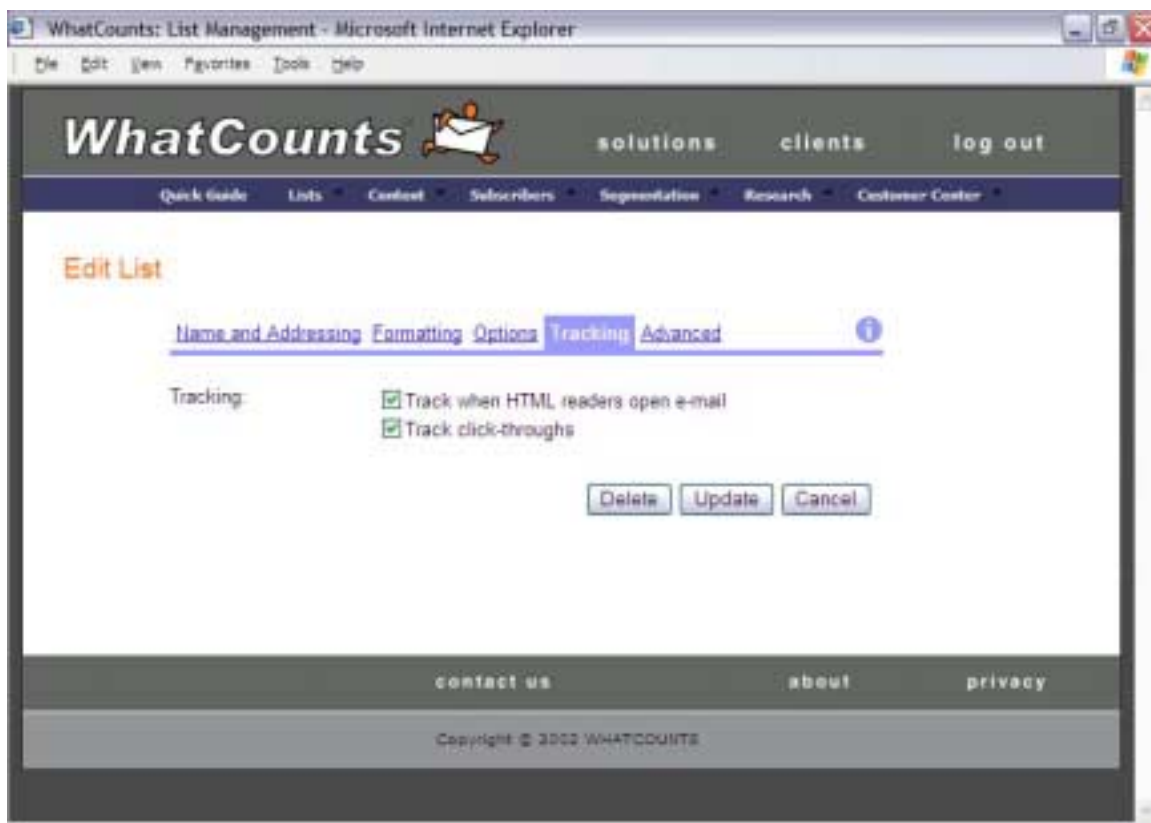 WhatCounts: List Management - Microsoft Internet Explorer
File Edit View Favorites Tools Help
WhatCounts
solutions clients log out
Quick Guide Lists Content Subscribers Segmentation Research Customer Center
Edit List
Name and Addressing Formatting Options Tracking Advanced
Tracking:
Track when HTML readers open e-mail
Track click-throughs
Delete Update Cancel
contact us about privacy
Copyright © 2002 WHATCOUNTS